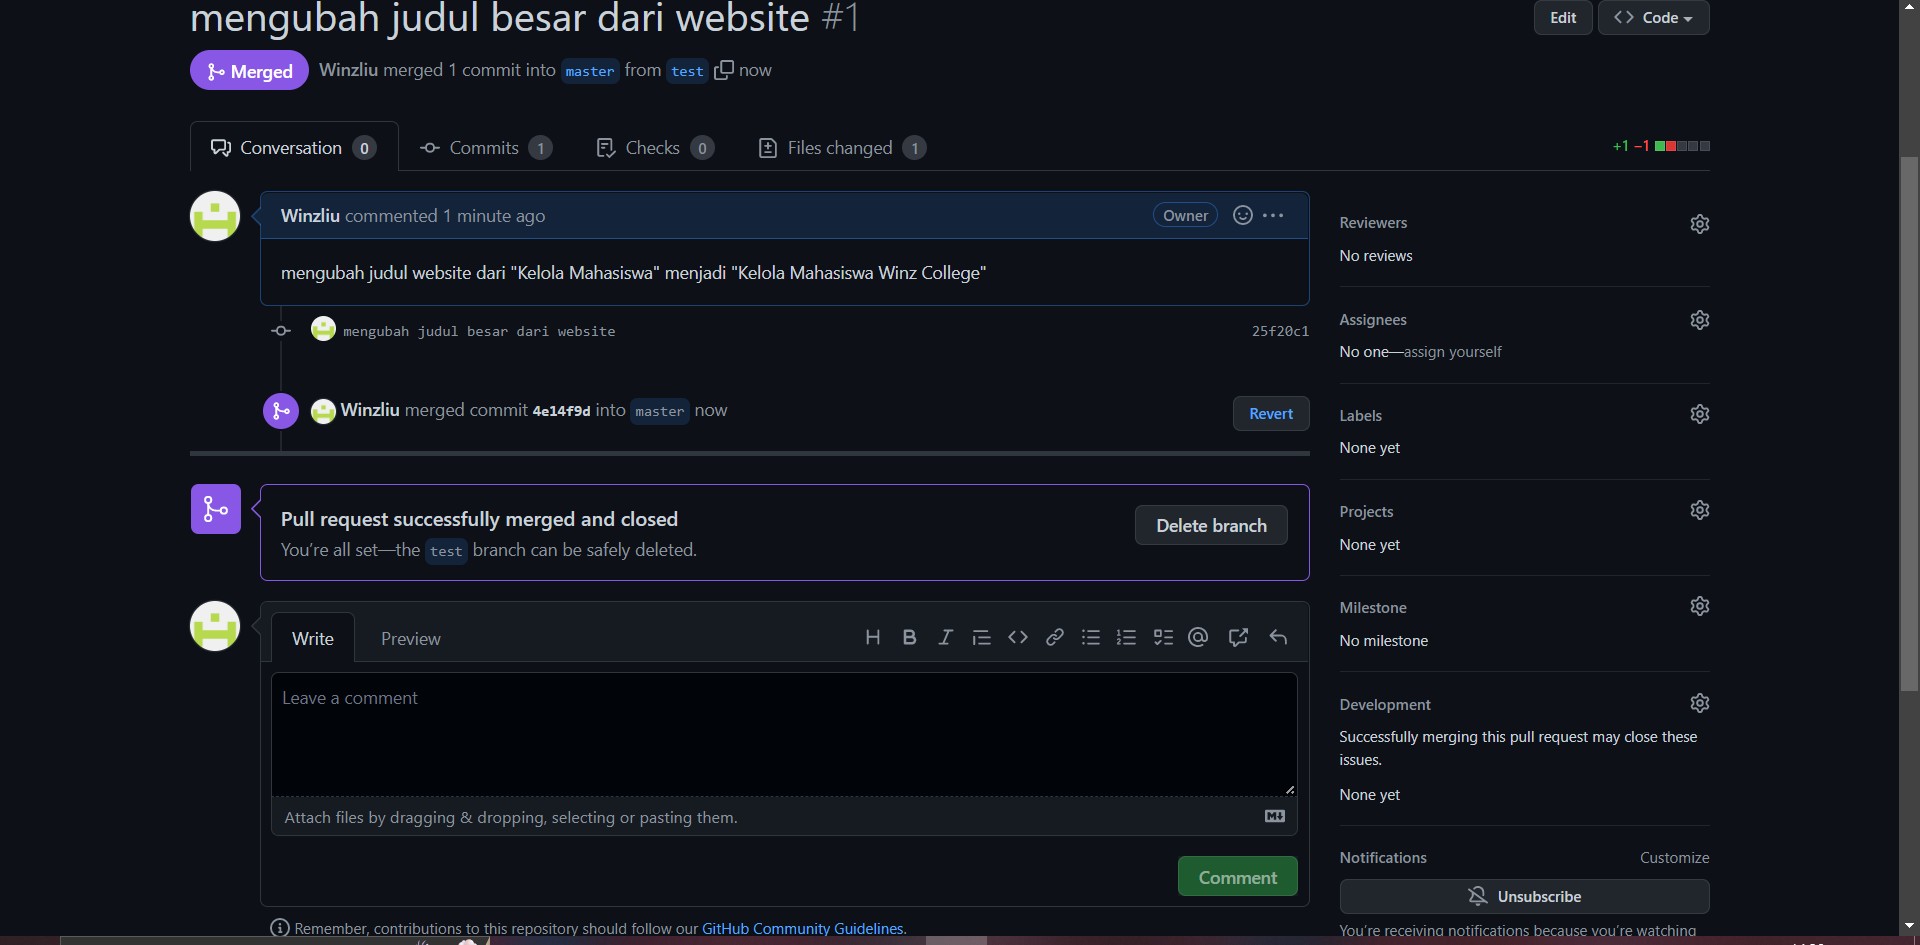 mengubah judul besar dari website #1
Edit
Code
Merged
Winzliu merged 1 commit into master from test now
Conversation 0
Commits 1
Checks 0
Files changed 1
+1 −1
Winzliu commented 1 minute ago
Owner
mengubah judul website dari "Kelola Mahasiswa" menjadi "Kelola Mahasiswa Winz College"
mengubah judul besar dari website
25f20c1
Winzliu merged commit 4e14f9d into master now
Revert
Pull request successfully merged and closed
You're all set—the test branch can be safely deleted.
Delete branch
Write
Preview
Leave a comment
Attach files by dragging & dropping, selecting or pasting them.
Comment
Remember, contributions to this repository should follow our GitHub Community Guidelines.
Reviewers
No reviews
Assignees
No one—assign yourself
Labels
None yet
Projects
None yet
Milestone
No milestone
Development
Successfully merging this pull request may close these
issues.
None yet
Notifications
Customize
Unsubscribe
You're receiving notifications because you're watching